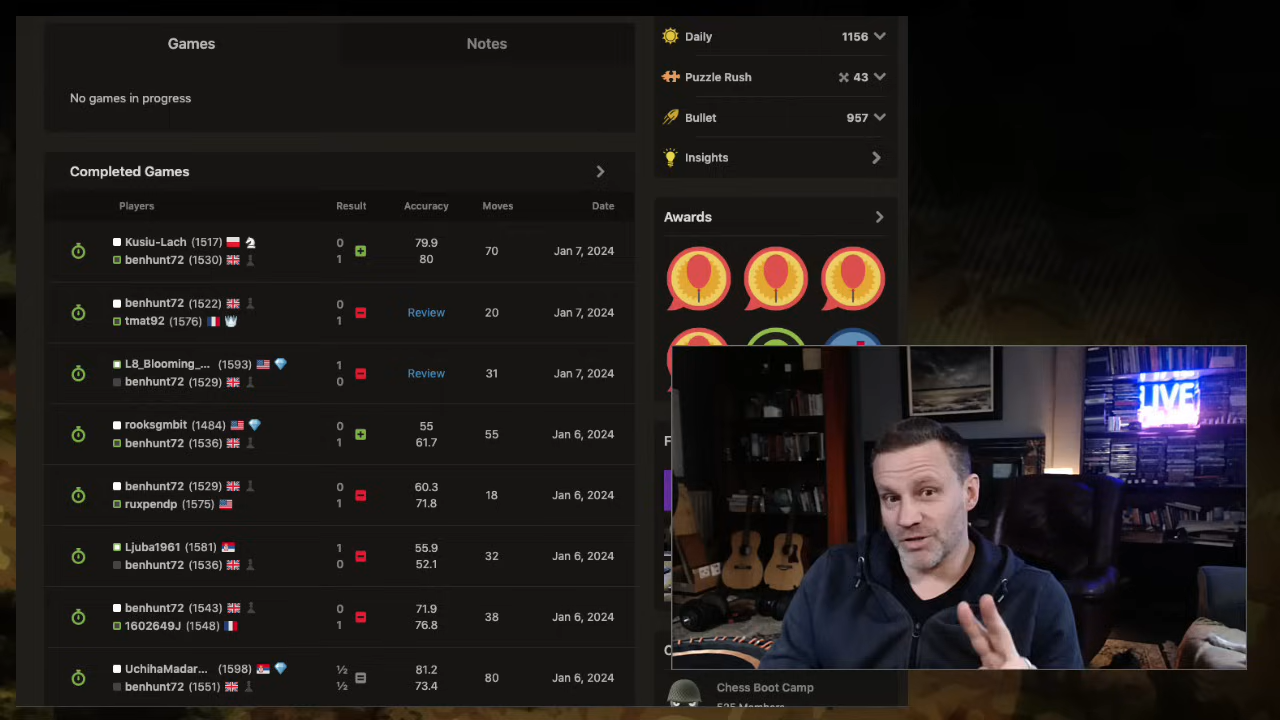 Games
Notes
No games in progress
Completed Games
Players Result Accuracy Moves Date
Kusiu-Lach (1517) 0 79.9
benhunt72 (1530) 1 80
70 Jan 7, 2024
benhunt72 (1522) 0
tmat92 (1576) 1
Review 20 Jan 7, 2024
L8_Blooming_... (1593) 1
benhunt72 (1529) 0
Review 31 Jan 7, 2024
rooksgmbit (1484) 0 55
benhunt72 (1536) 1 61.7
55 Jan 6, 2024
benhunt72 (1529) 0 60.3
ruxpendp (1575) 1 71.8
18 Jan 6, 2024
Ljuba1961 (1581) 1 55.9
benhunt72 (1536) 0 52.1
32 Jan 6, 2024
benhunt72 (1543) 0 71.9
1602649J (1548) 1 76.8
38 Jan 6, 2024
UchihaMadar... (1598) ½ 81.2
benhunt72 (1551) ½ 73.4
80 Jan 6, 2024
Daily 1156
Puzzle Rush 43
Bullet 957
Insights
Awards
LIVE
Chess Boot Camp